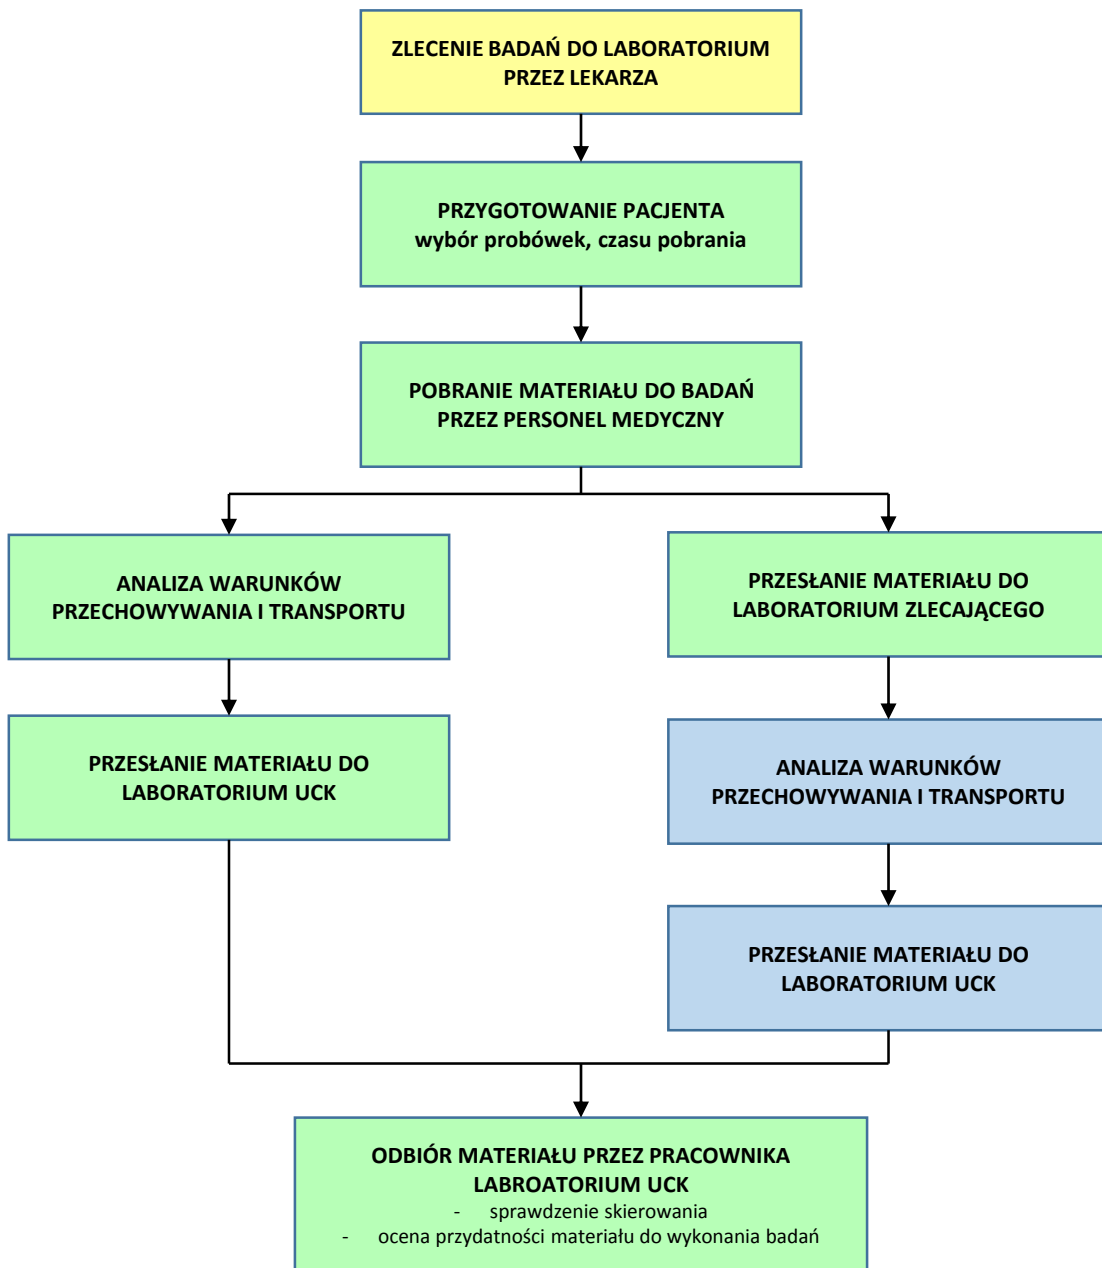 ZLECENIE BADAŃ DO LABORATORIUM
PRZEZ LEKARZA
PRZYGOTOWANIE PACJENTA
wybór probówek, czasu pobrania
POBRANIE MATERIAŁU DO BADAŃ
PRZEZ PERSONEL MEDYCZNY
ANALIZA WARUNKÓW
PRZECHOWYWANIA I TRANSPORTU
PRZESŁANIE MATERIAŁU DO
LABORATORIUM UCK
PRZESŁANIE MATERIAŁU DO
LABORATORIUM ZLECAJĄCEGO
ANALIZA WARUNKÓW
PRZECHOWYWANIA I TRANSPORTU
PRZESŁANIE MATERIAŁU DO
LABORATORIUM UCK
ODBIÓR MATERIAŁU PRZEZ PRACOWNIKA
LABROATORIUM UCK
- sprawdzenie skierowania
- ocena przydatności materiału do wykonania badań